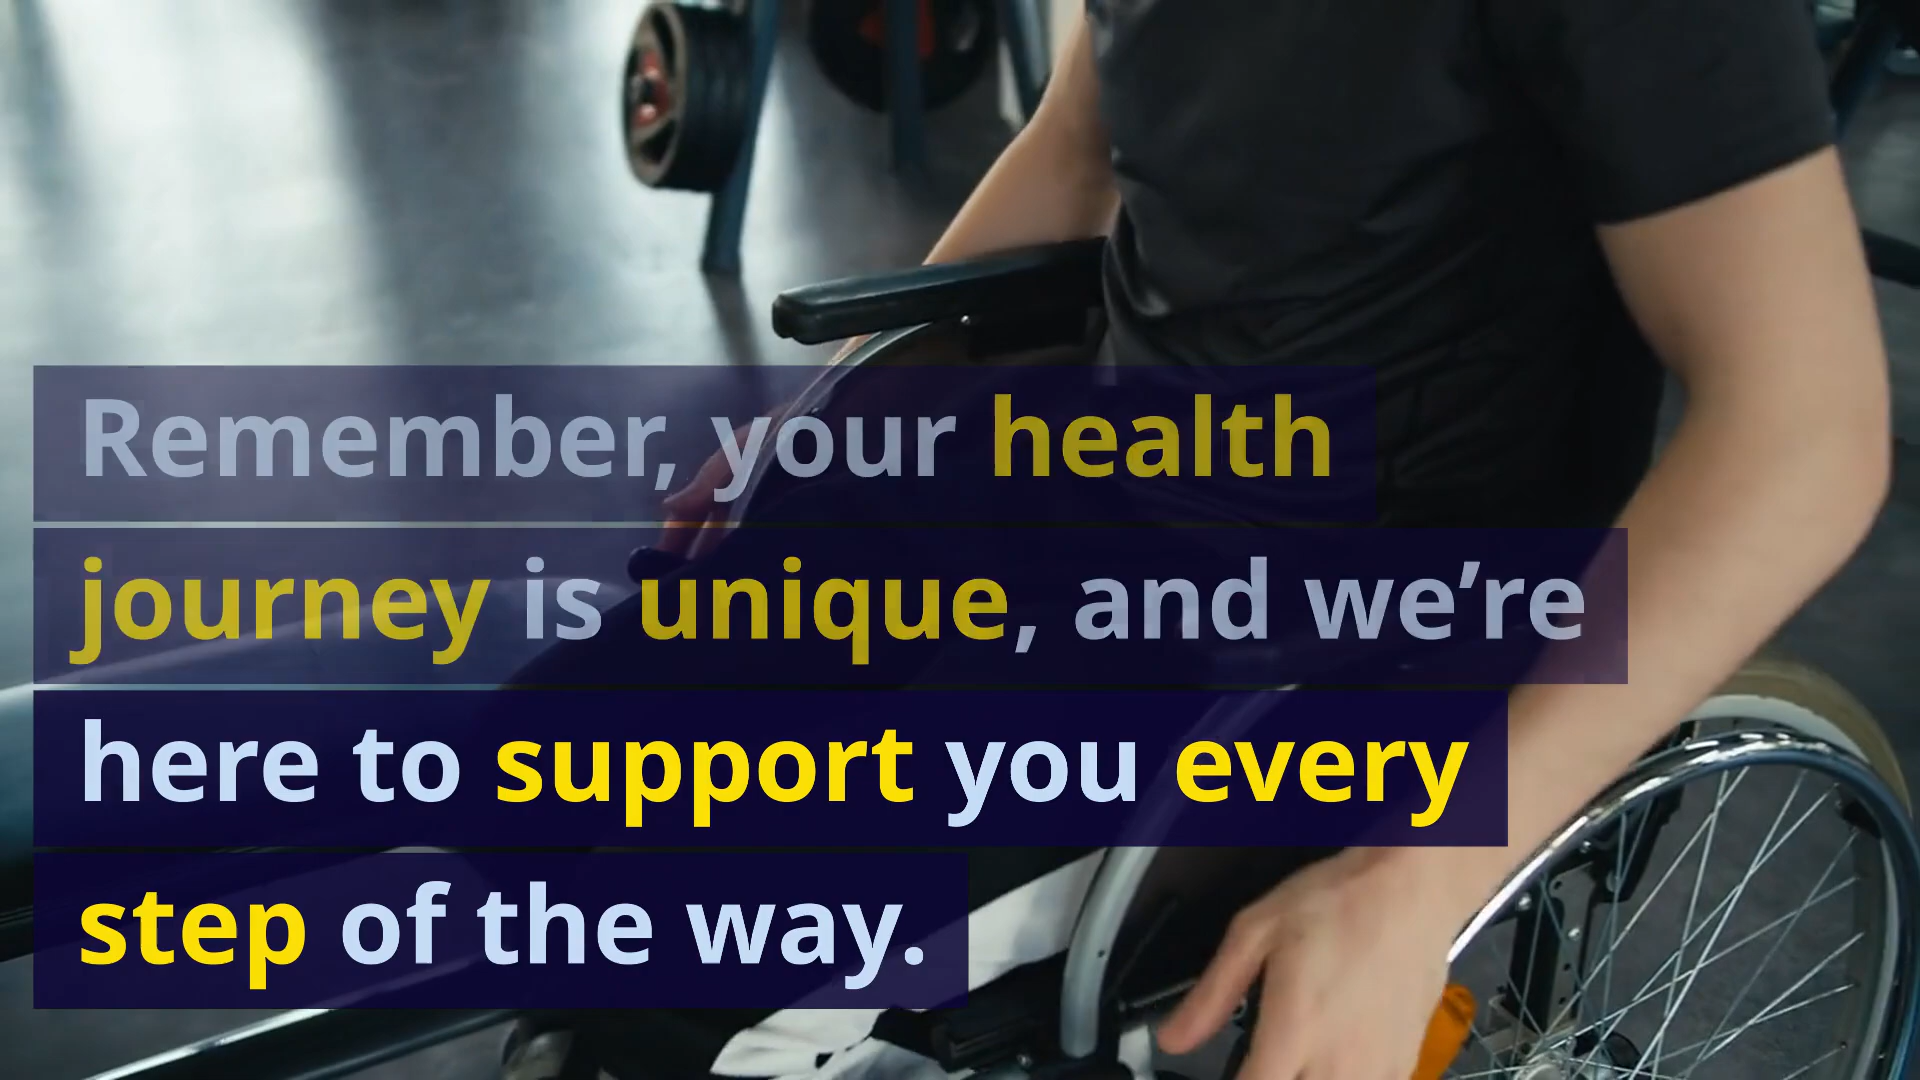 Remember, your health
journey is unique, and we’re
here to support you every
step of the way.